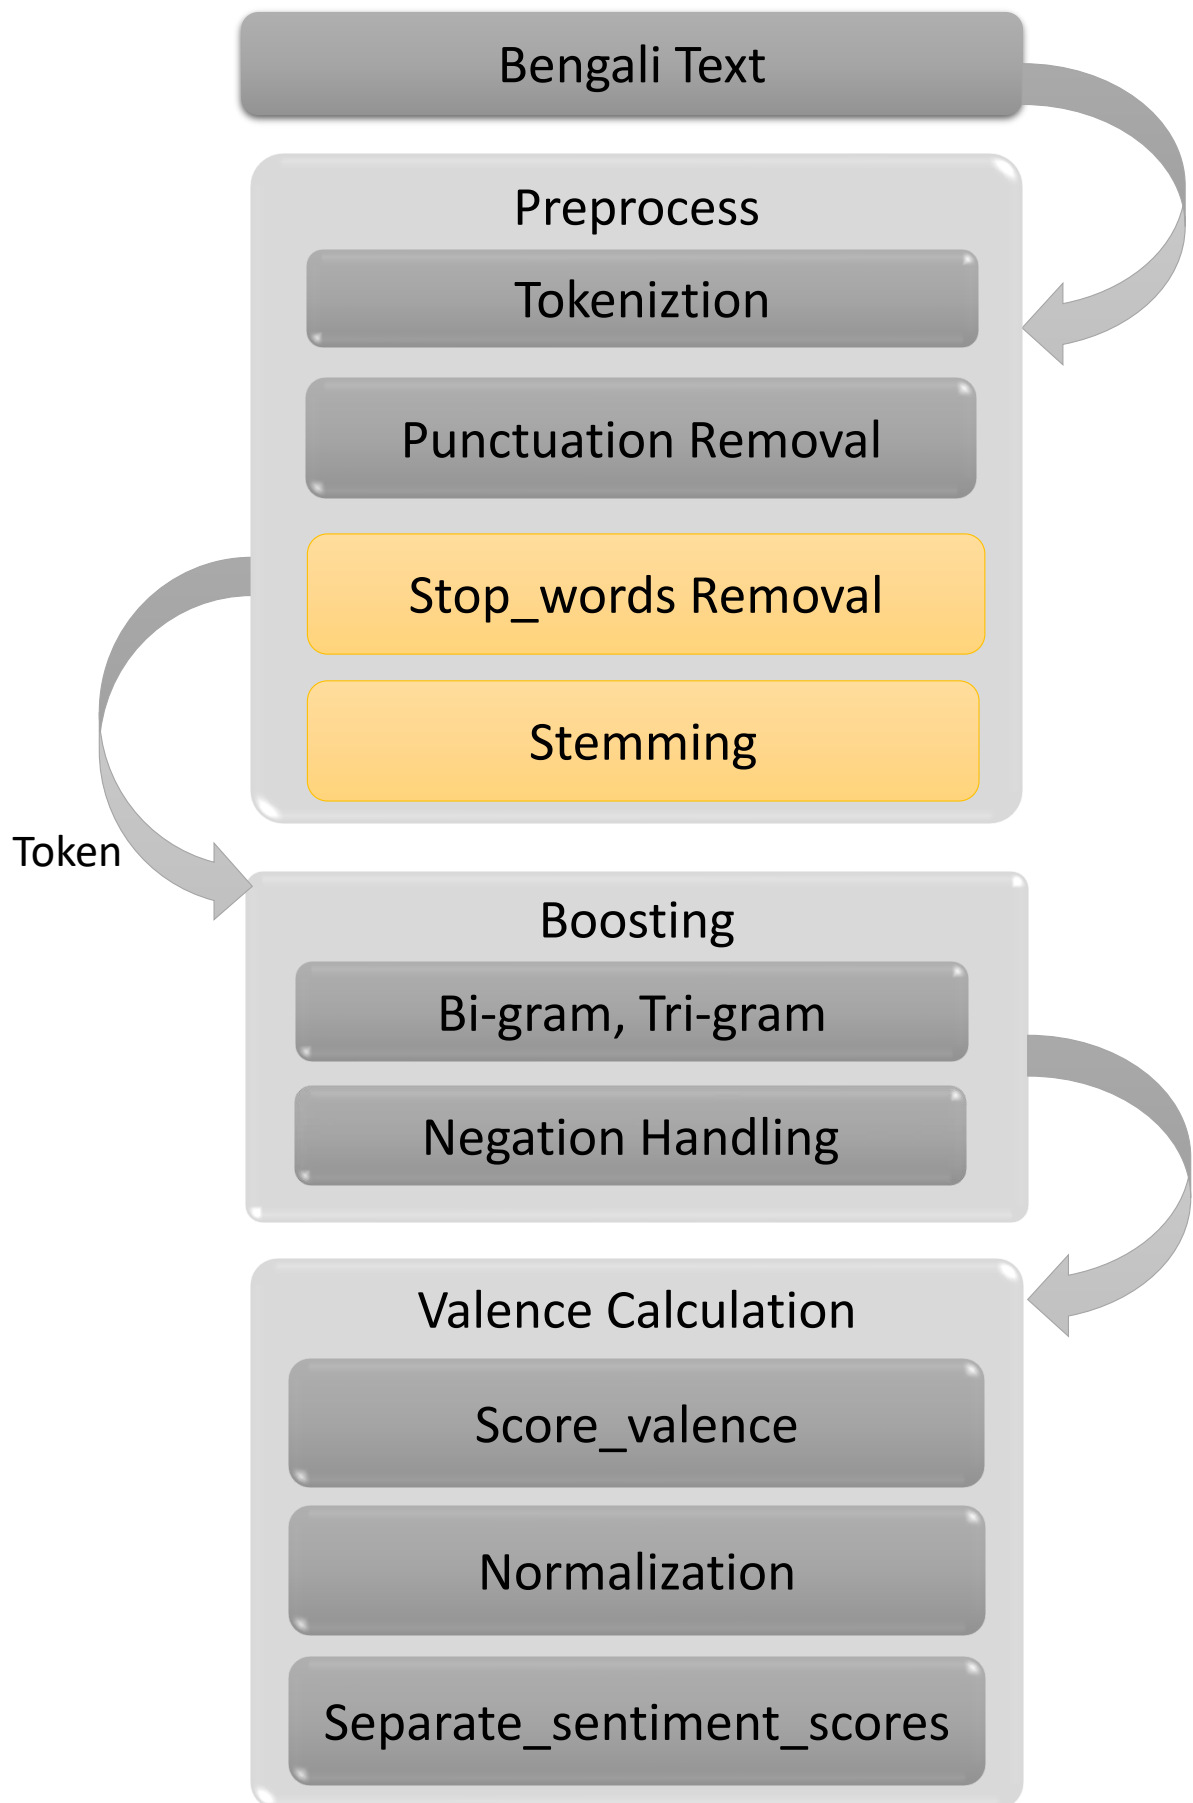 Bengali Text
Preprocess
Tokeniztion
Punctuation Removal
Stop_words Removal
Stemming
Token
Boosting
Bi-gram, Tri-gram
Negation Handling
Valence Calculation
Score_valence
Normalization
Separate_sentiment_scores